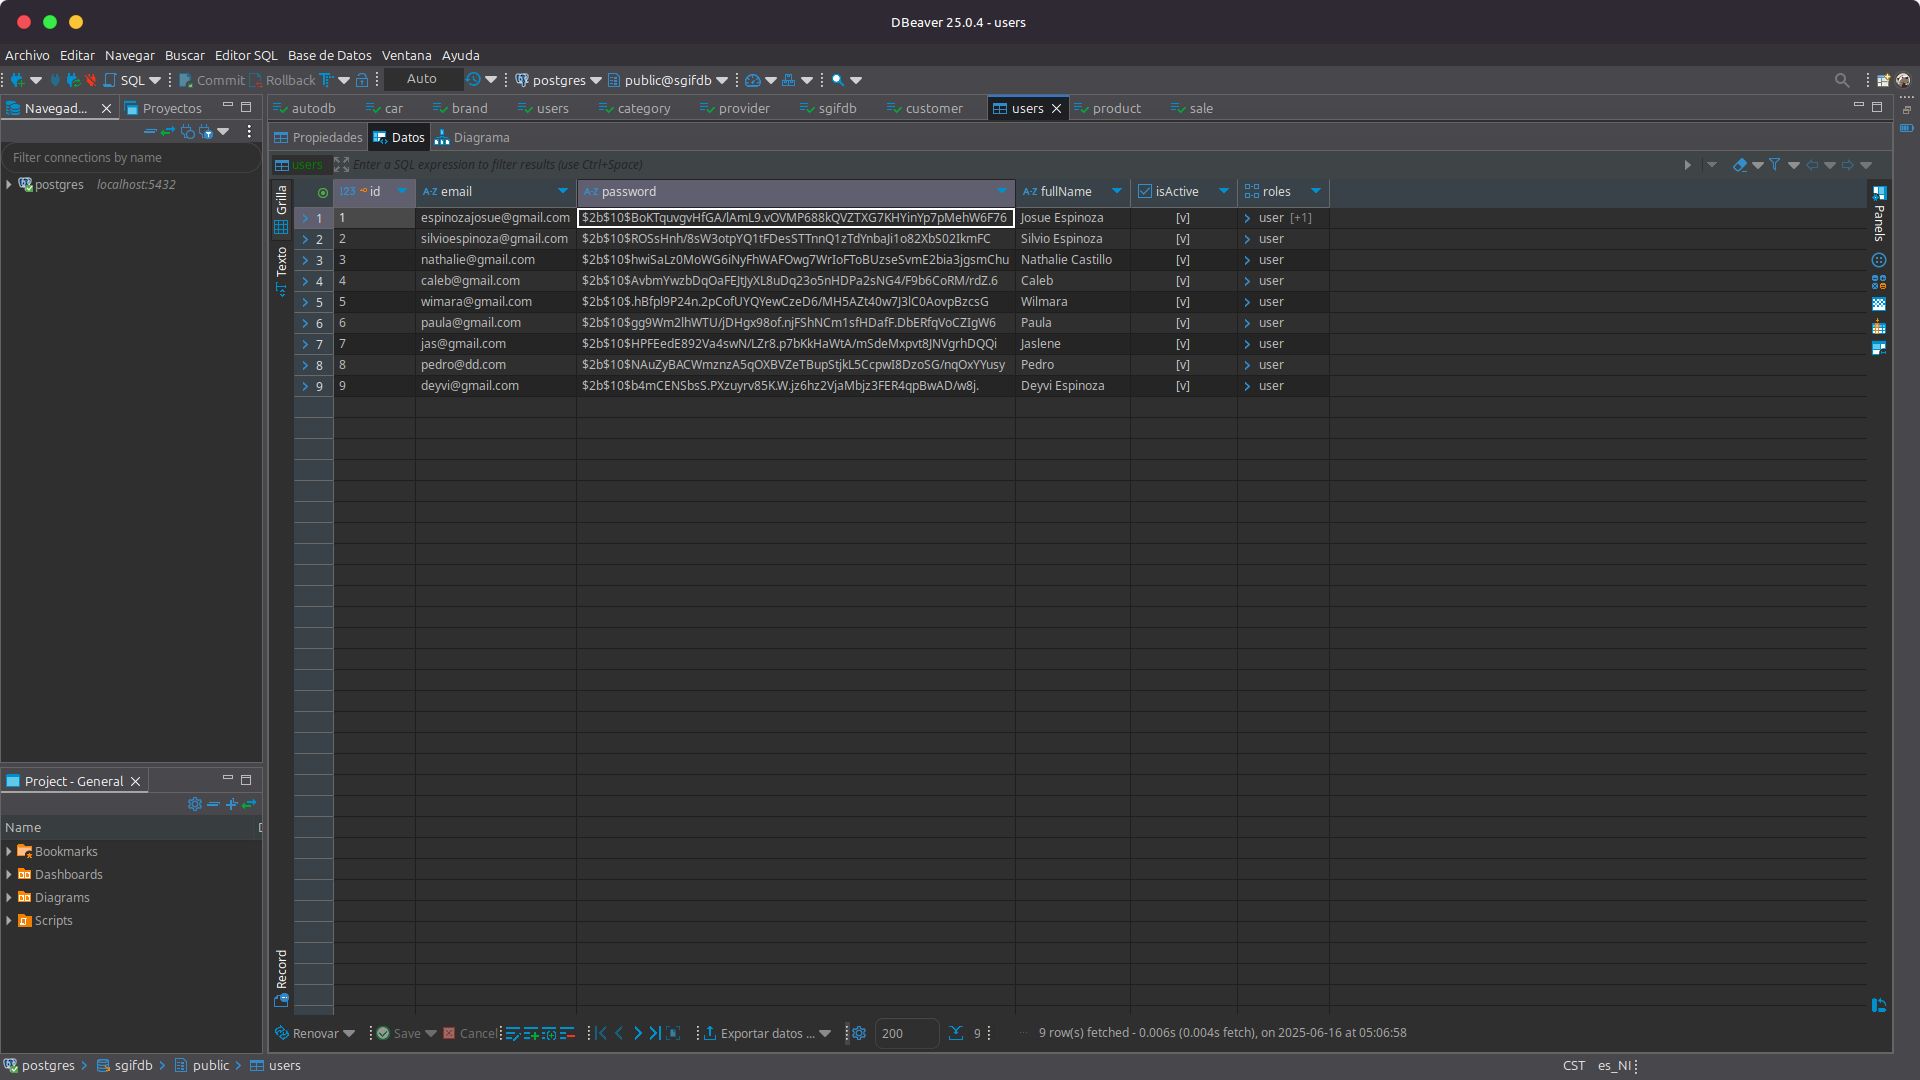 DBeaver 25.0.4 - users
Archivo Editar Navegar Buscar Editor SQL Base de Datos Ventana Ayuda
SQL Commit Rollback Auto postgres public@sgifdb
Navegad... Proyectos autodb car brand users category provider sgifdb customer users product sale
Propiedades Datos Diagrama
Filter connections by name
users Enter a SQL expression to filter results (use Ctrl+Space)
postgres localhost:5432
Grilla
Texto
Record
Panels
123 id A-Z email A-Z password A-Z fullName isActive roles
1 1 espinozajosue@gmail.com $2b$10$BoKTquvgvHfGA/lAmL9.vOVMP688kQVZTXG7KHYinYp7pMehW6F76 Josue Espinoza [v] user [+1]
2 2 silvioespinoza@gmail.com $2b$10$ROSsHnh/8sW3otpYQ1tFDesSTTnnQ1zTdYnbaJi1o82XbS02IkmFC Silvio Espinoza [v] user
3 3 nathalie@gmail.com $2b$10$hwiSaLz0MoWG6iNyFhWAFOwg7WrIoFToBUzseSvmE2bia3jgsmChu Nathalie Castillo [v] user
4 4 caleb@gmail.com $2b$10$AvbmYwzbDqOaFEJtJyXL8uDq23o5nHDPa2sNG4/F9b6CoRM/rdZ.6 Caleb [v] user
5 5 wimara@gmail.com $2b$10$.hBfpl9P24n.2pCofUYQYewCzeD6/MH5AZt40w7J3lC0AovpBzcsG Wilmara [v] user
6 6 paula@gmail.com $2b$10$gg9Wm2lhWTU/jDHgx98of.njFShNCm1sfHDafF.DbERfqVoCZIgW6 Paula [v] user
7 7 jas@gmail.com $2b$10$HPFEedE892Va4swN/LZr8.p7bKkHaWtA/mSdeMxpvt8JNVgrhDQQi Jaslene [v] user
8 8 pedro@dd.com $2b$10$NAuZyBACWmznzA5qOXBVZeTBupStjkL5CcpwI8DzoSG/nqOxYYusy Pedro [v] user
9 9 deyvi@gmail.com $2b$10$b4mCENSbsS.PXzuyrv85K.W.jz6hz2VjaMbjz3FER4qpBwAD/w8j. Deyvi Espinoza [v] user
Project - General
Name
Bookmarks
Dashboards
Diagrams
Scripts
Renovar Save Cancel Exportar datos ... 200 9 ... 9 row(s) fetched - 0.006s (0.004s fetch), on 2025-06-16 at 05:06:58
postgres sgifdb public users CST es_NI